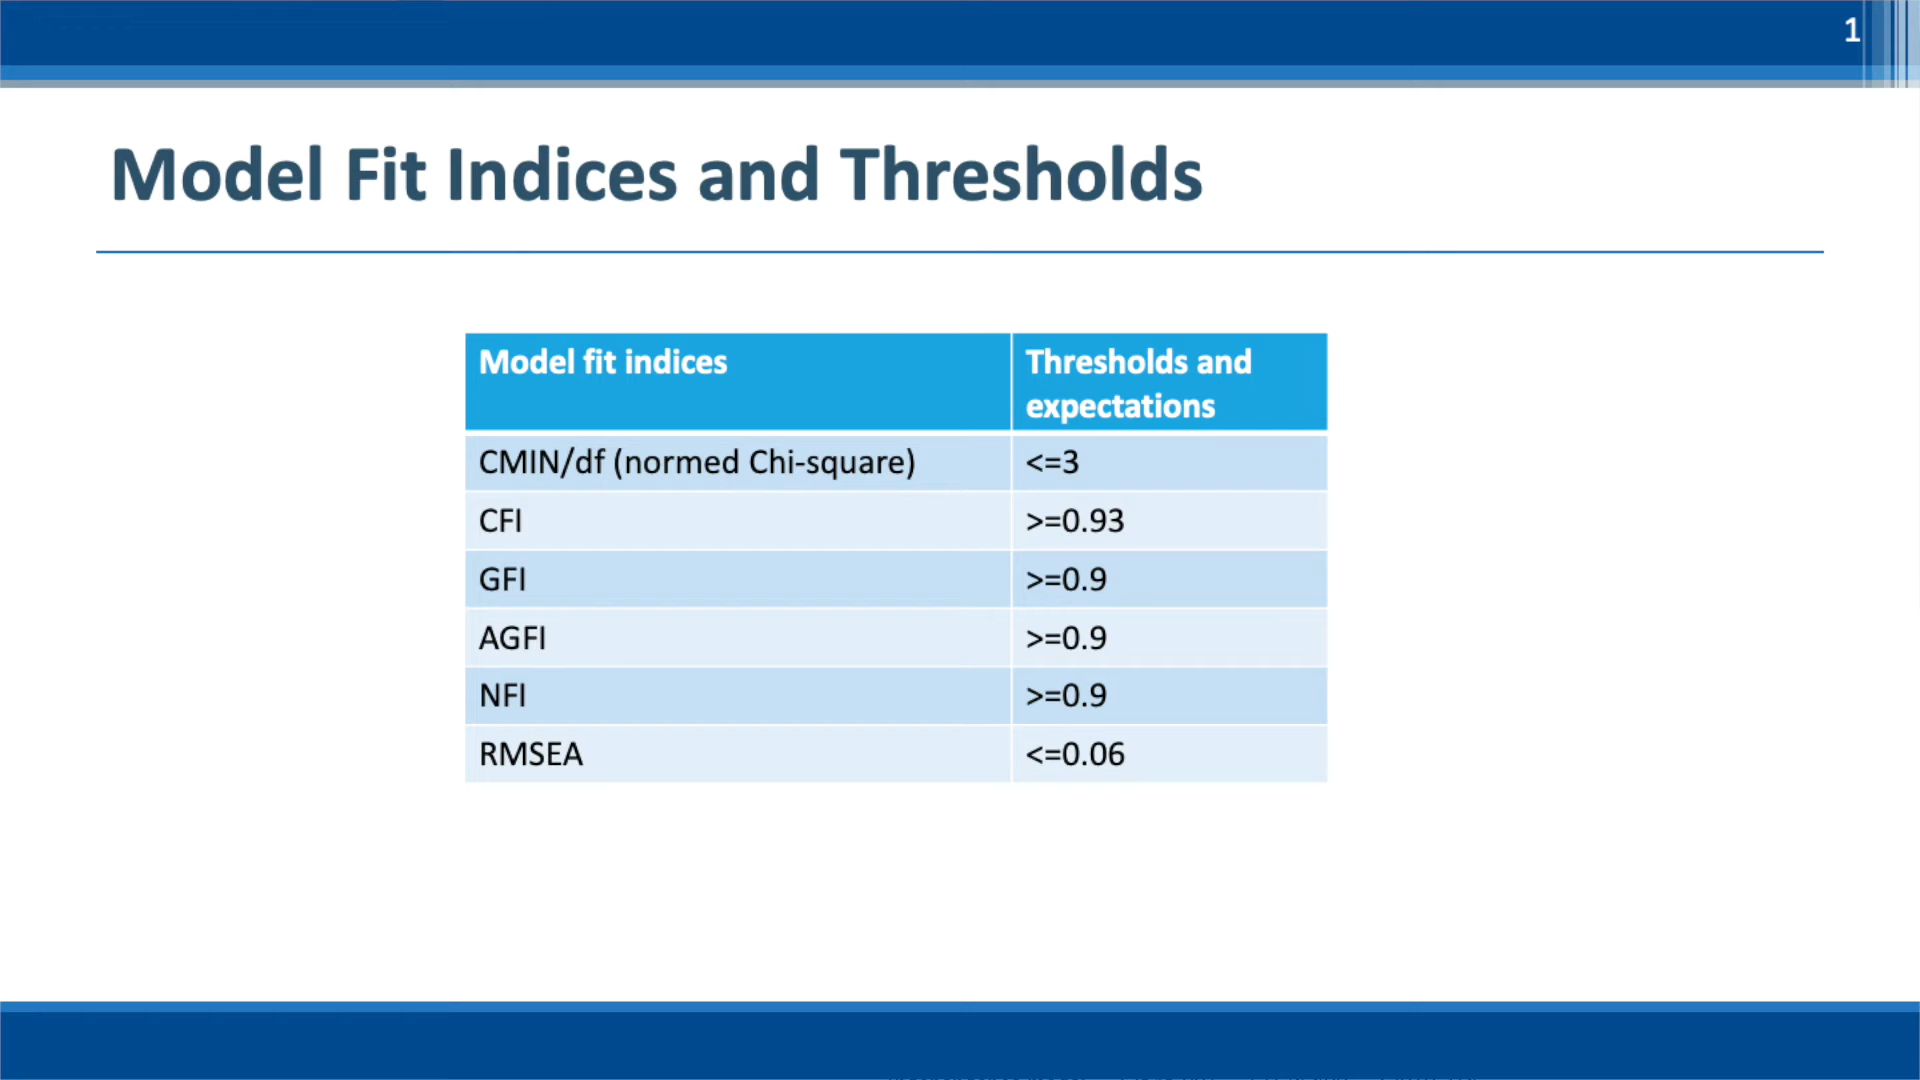 1
Model Fit Indices and Thresholds
Model fit indices
Thresholds and
expectations
CMIN/df (normed Chi-square)
<=3
CFI
>=0.93
GFI
>=0.9
AGFI
>=0.9
NFI
>=0.9
RMSEA
<=0.06